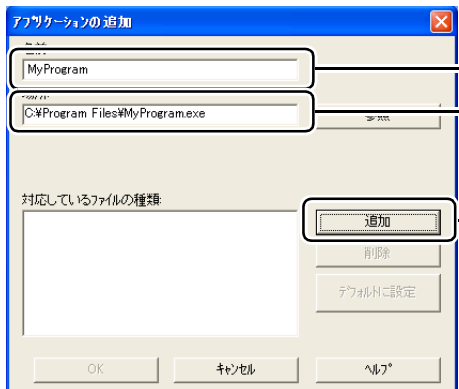 アプリケーションの追加
MyProgram
C:¥Program Files¥MyProgram.exe
対応しているファイルの種類:
追加
削除
デフォルトに設定
OK
キャンセル
ヘルプ